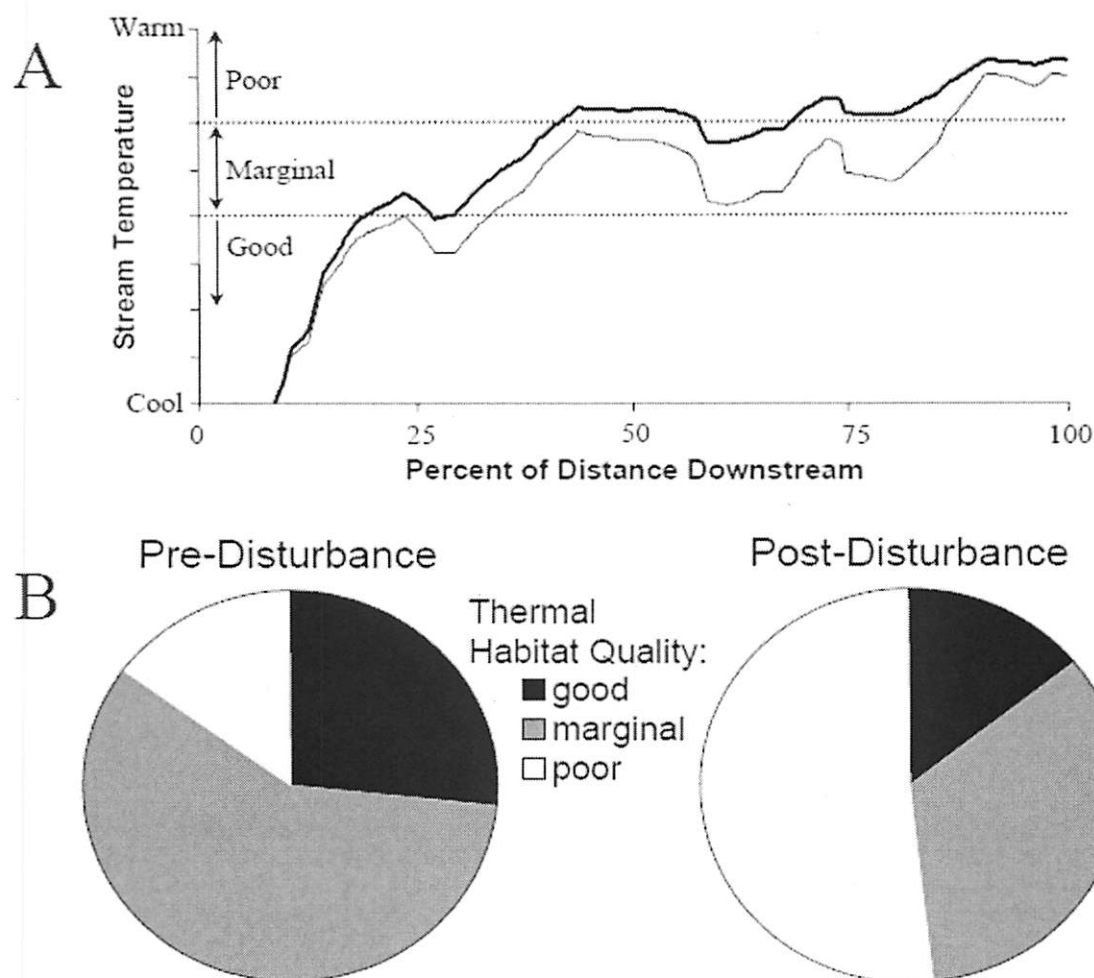 A
Warm
Poor
Marginal
Good
Cool
Stream Temperature
0 25 50 75 100
Percent of Distance Downstream
B
Pre-Disturbance
Post-Disturbance
Thermal
Habitat Quality:
good
marginal
poor